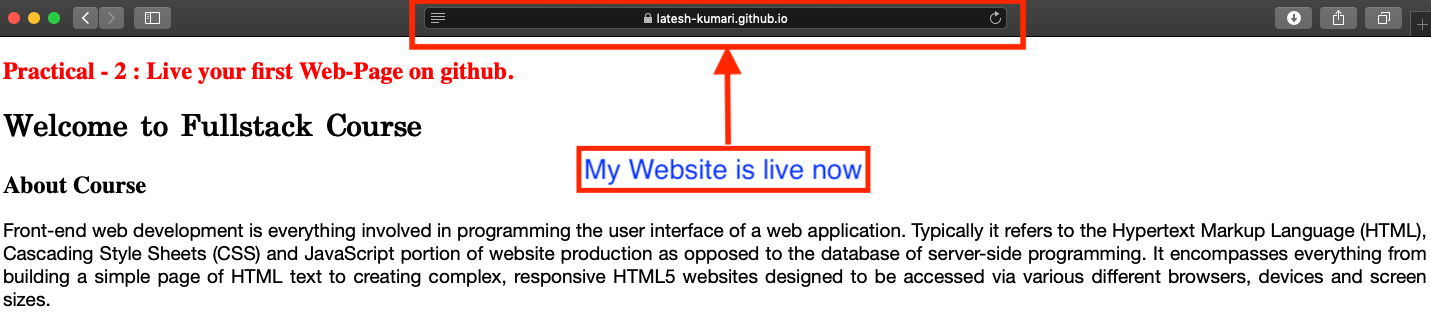 latesh-kumari.github.io
Practical - 2 : Live your first Web-Page on github.
Welcome to Fullstack Course
My Website is live now
About Course
Front-end web development is everything involved in programming the user interface of a web application. Typically it refers to the Hypertext Markup Language (HTML),
Cascading Style Sheets (CSS) and JavaScript portion of website production as opposed to the database of server-side programming. It encompasses everything from
building a simple page of HTML text to creating complex, responsive HTML5 websites designed to be accessed via various different browsers, devices and screen
sizes.